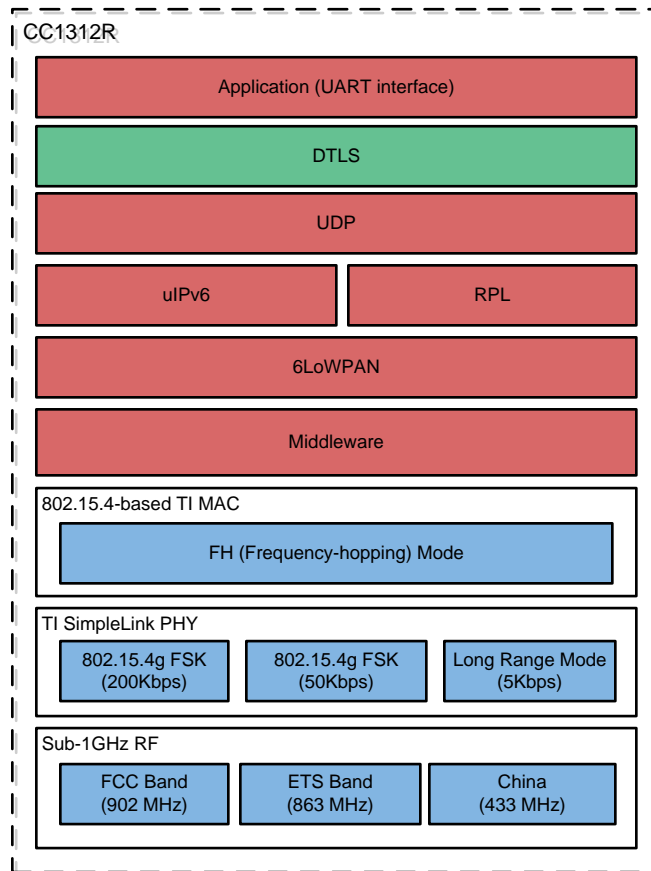 CC1312R
Application (UART interface)
DTLS
UDP
uIPv6
RPL
6LoWPAN
Middleware
802.15.4-based TI MAC
FH (Frequency-hopping) Mode
TI SimpleLink PHY
802.15.4g FSK
(200Kbps)
802.15.4g FSK
(50Kbps)
Long Range Mode
(5Kbps)
Sub-1GHz RF
FCC Band
(902 MHz)
ETS Band
(863 MHz)
China
(433 MHz)